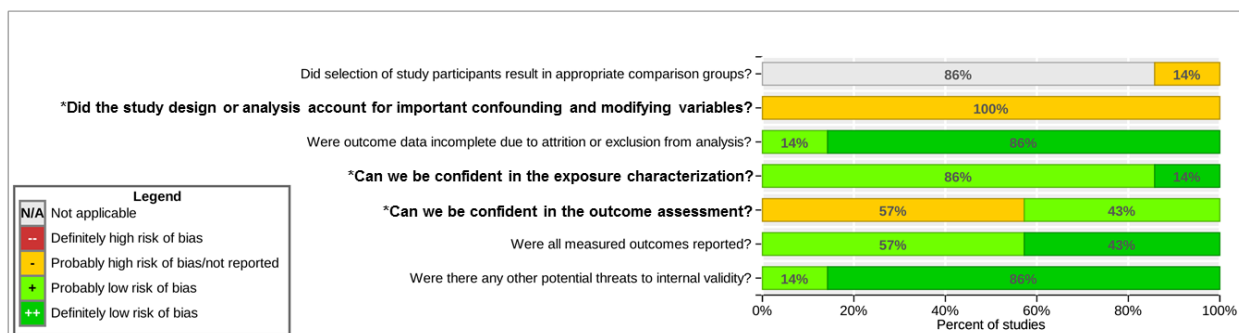 Did selection of study participants result in appropriate comparison groups?
86%
14%
*Did the study design or analysis account for important confounding and modifying variables?
100%
Were outcome data incomplete due to attrition or exclusion from analysis?
14%
86%
*Can we be confident in the exposure characterization?
86%
14%
*Can we be confident in the outcome assessment?
57%
43%
Were all measured outcomes reported?
57%
43%
Were there any other potential threats to internal validity?
14%
86%
0%
20%
40%
60%
80%
100%
Percent of studies
Legend
N/A Not applicable
-- Definitely high risk of bias
- Probably high risk of bias/not reported
+ Probably low risk of bias
++ Definitely low risk of bias